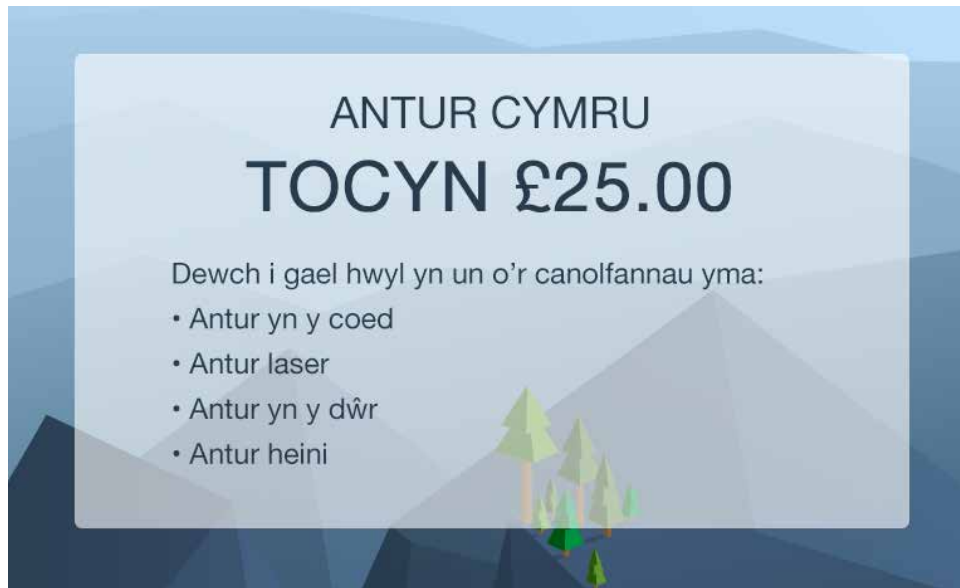 ANTUR CYMRU
TOCYN £25.00
Dewch i gael hwyl yn un o’r canolfannau yma:
• Antur yn y coed
• Antur laser
• Antur yn y dŵr
• Antur heini